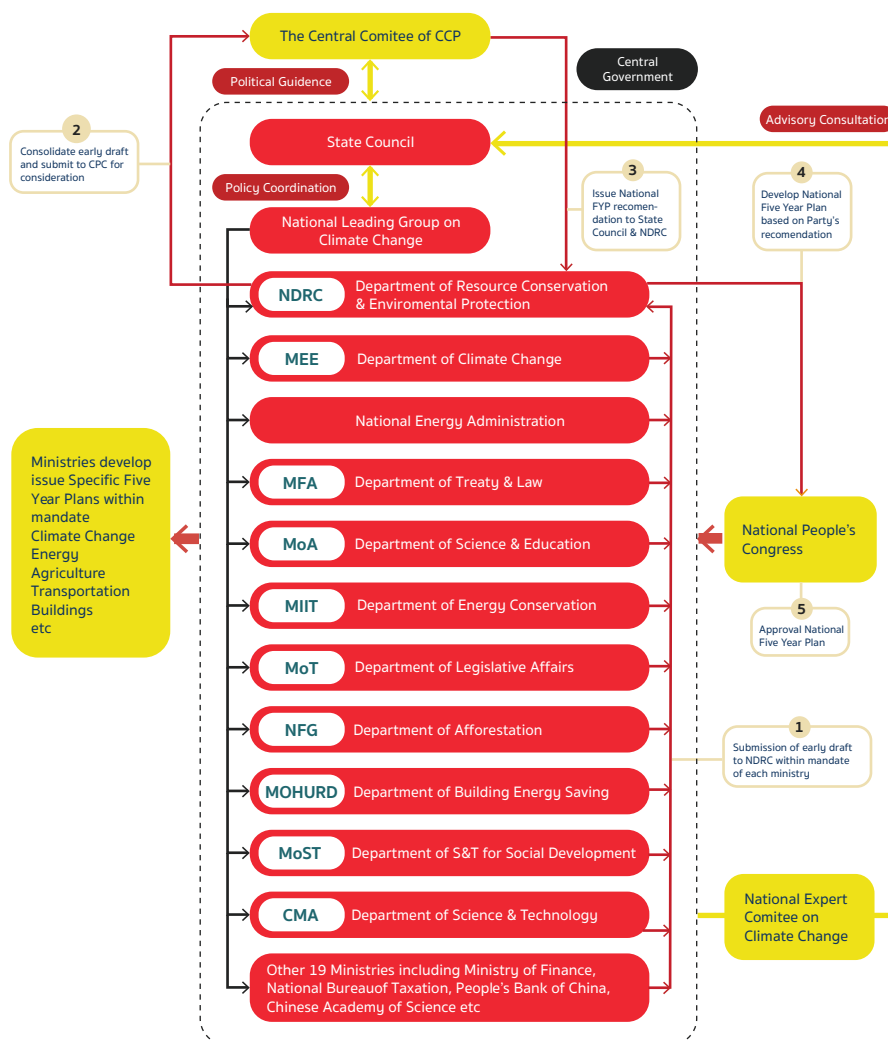 The Central Comitee of CCP
Political Guidence
Central
Government
2
Consolidate early draft
and submit to CPC for
consideration
State Council
Advisory Consultation
Policy Coordination
3
Issue National
FYP recomen-
dation to State
Council & NDRC
4
Develop National
Five Year Plan
based on Party's
recomendation
National Leading Group on
Climate Change
NDRC
Department of Resource Conservation
& Enviromental Protection
MEE
Department of Climate Change
National Energy Administration
MFA
Department of Treaty & Law
MoA
Department of Science & Education
MIIT
Department of Energy Conservation
MoT
Department of Legislative Affairs
NFG
Department of Afforestation
MOHURD
Department of Building Energy Saving
MoST
Department of S&T for Social Development
CMA
Department of Science & Technology
Other 19 Ministries including Ministry of Finance,
National Bureauof Taxation, People's Bank of China,
Chinese Academy of Science etc
Ministries develop
issue Specific Five
Year Plans within
mandate
Climate Change
Energy
Agriculture
Transportation
Buildings
etc
National People's
Congress
5
Approval National
Five Year Plan
1
Submission of early draft
to NDRC within mandate
of each ministry
National Expert
Comitee on
Climate Change